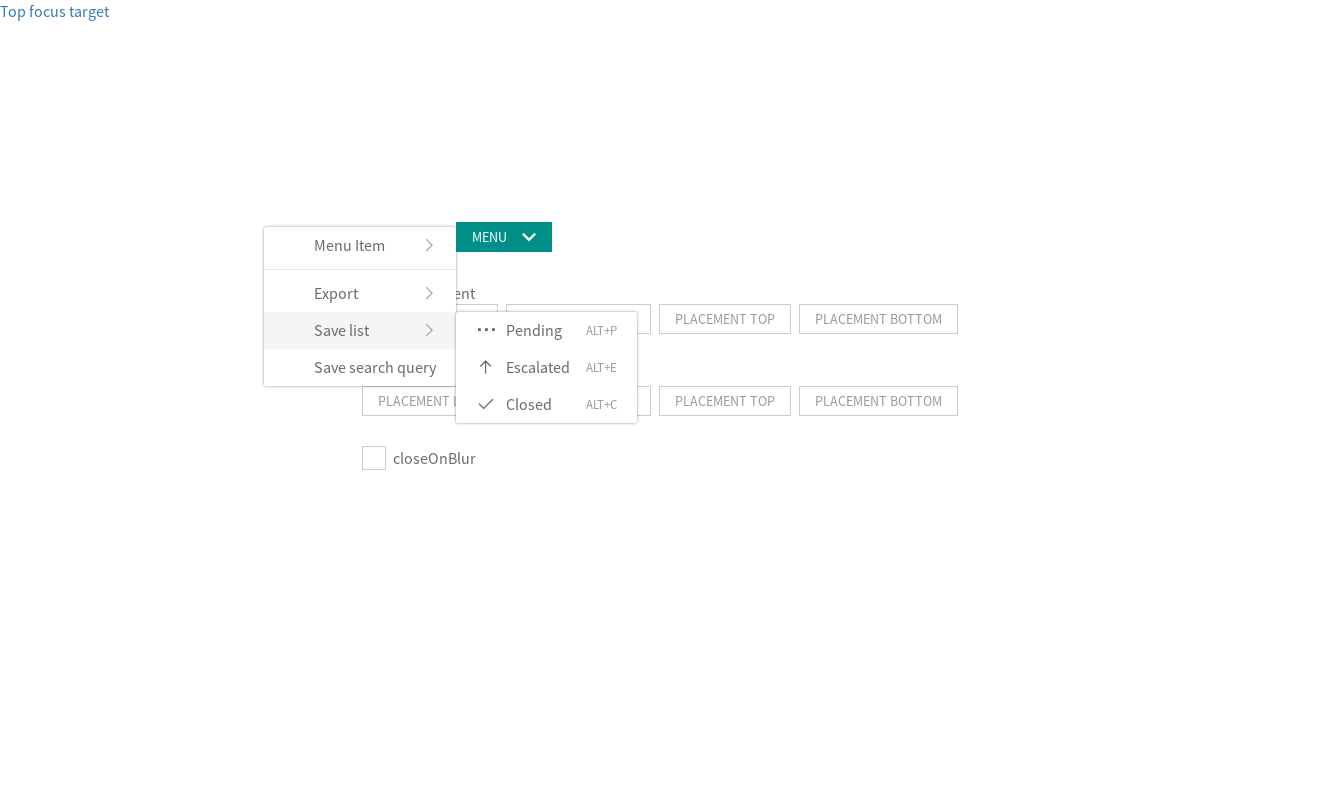 Top focus target
MENU
Menu Item
Export
ent
PLACEMENT TOP
PLACEMENT BOTTOM
Save list
Pending ALT+P
Save search query
Escalated ALT+E
PLACEMENT
PLACEMENT TOP
PLACEMENT BOTTOM
Closed ALT+C
closeOnBlur